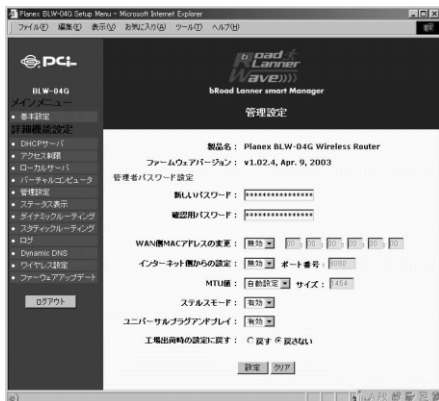 Planex BLW-04G Setup Menu - Microsoft Internet Explorer
ファイル(F) 編集(E) 表示(V) お気に入り(A) ツール(T) ヘルプ(H)
PCi
BLW-04G
メインメニュー
基本設定
詳細機能設定
DHCPサーバ
アクセス制限
ローカルサーバ
バーチャルコンピュータ
管理設定
ステータス表示
ダイナミックルーティング
スタティックルーティング
ログ
Dynamic DNS
ワイヤレス設定
ファームウェアアップデート
ログアウト
broad
Lanner
Wave))))
bRoad Lanner smart Manager
管理設定
製品名： Planex BLW-04G Wireless Router
ファームウェアバージョン： v1.02.4, Apr. 9, 2003
管理者パスワード設定
新しいパスワード： ****************
確認用パスワード： ****************
WAN側MACアドレスの変更： 無効 00 : 00 : 00 : 00 : 00 : 00
インターネット側からの設定： 無効 ポート番号： 8080
MTU値： 自動設定 サイズ： 1454
ステルスモード： 有効
ユニバーサルプラグアンドプレイ： 有効
工場出荷時の設定に戻す： 戻す 戻さない
設定 クリア